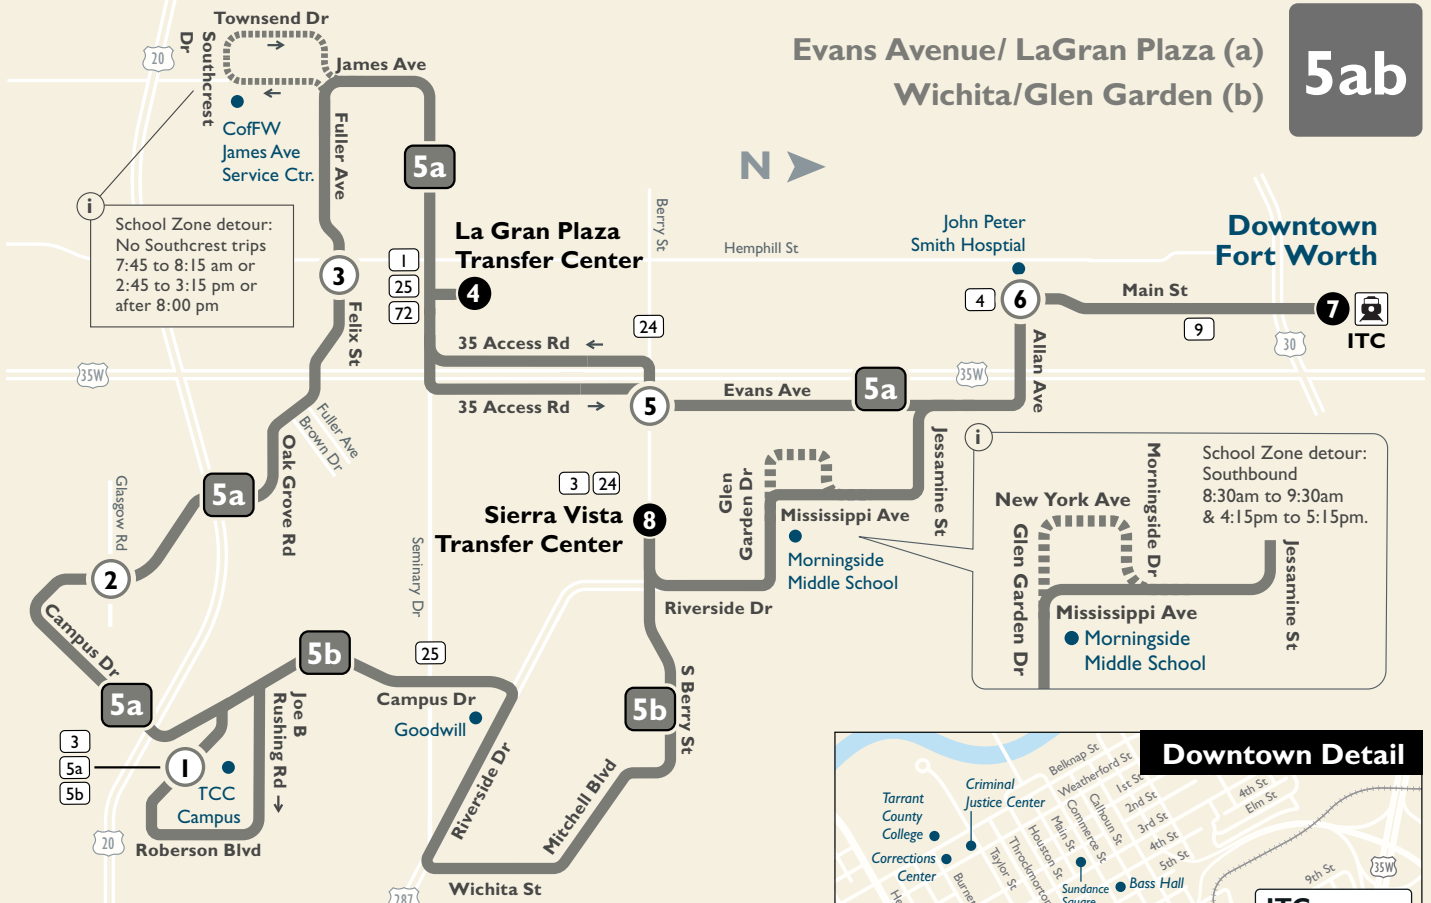 Evans Avenue/ LaGran Plaza (a)
Wichita/Glen Garden (b)
5ab
N
Townsend Dr
Southcrest
Dr
20
James Ave
CofFW
James Ave
Service Ctr.
Fuller Ave
5a
i
School Zone detour:
No Southcrest trips
7:45 to 8:15 am or
2:45 to 3:15 pm or
after 8:00 pm
3
Felix St
1
25
72
La Gran Plaza
Transfer Center
4
Berry St
Hemphill St
John Peter
Smith Hosptial
4
6
Downtown
Fort Worth
Main St
9
7
ITC
30
24
35 Access Rd
35 Access Rd
35W
35W
5
Evans Ave
5a
Allan Ave
Fuller Ave
Brown Dr
Oak Grove Rd
5a
Glasgow Rd
2
Campus Dr
5a
3
5a
5b
1
TCC
Campus
Roberson Blvd
Joe B
Rushing Rd
20
5b
Seminary Dr
25
Campus Dr
Goodwill
Riverside Dr
Wichita St
287
Mitchell Blvd
5b
S Berry St
3
24
Sierra Vista
Transfer Center
8
Riverside Dr
Glen
Garden Dr
Mississippi Ave
Morningside
Middle School
Jessamine St
i
School Zone detour:
Southbound
8:30am to 9:30am
& 4:15pm to 5:15pm.
New York Ave
Morningside Dr
Glen Garden Dr
Mississippi Ave
Morningside
Middle School
Jessamine St
Downtown Detail
Belknap St
Weatherford St
1st St
2nd St
3rd St
4th St
5th St
4th St
Elm St
9th St
35W
Criminal
Justice Center
Tarrant
County
College
Corrections
Center
Calhoun St
Commerce St
Main St
Houston St
Throckmorton
Taylor St
Burnet
Sundance
Square
Bass Hall
ITC